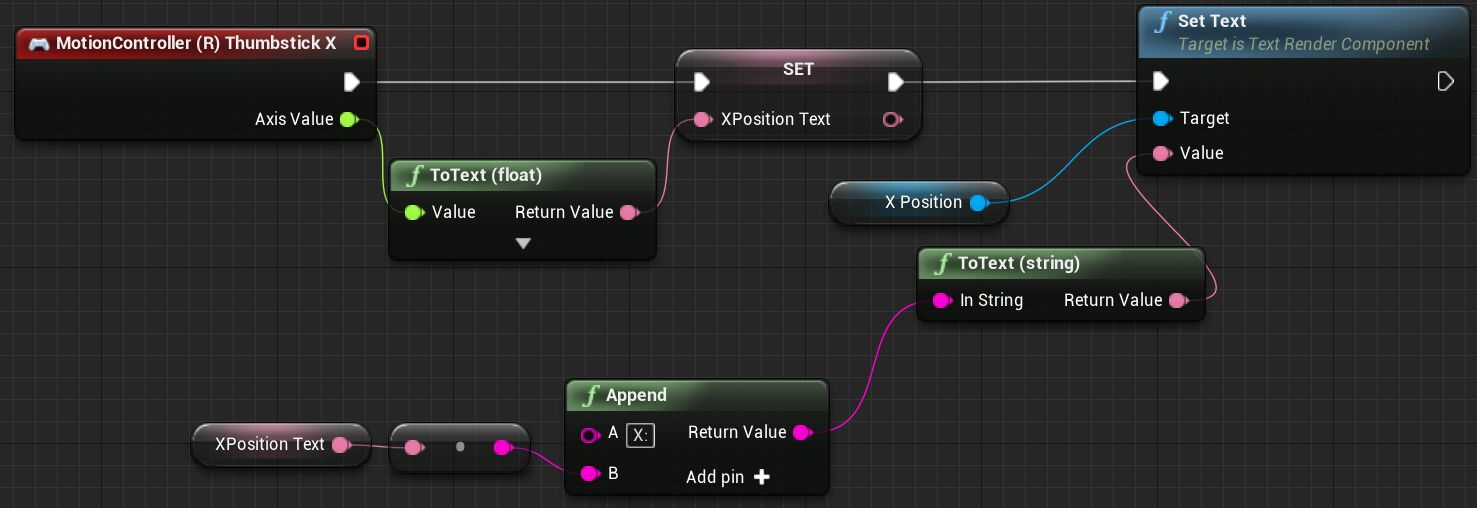 MotionController (R) Thumbstick X
Axis Value
ToText (float)
Value Return Value
SET
XPosition Text
Set Text
Target is Text Render Component
Target
Value
X Position
ToText (string)
In String Return Value
XPosition Text
Append
A X: Return Value
B Add pin